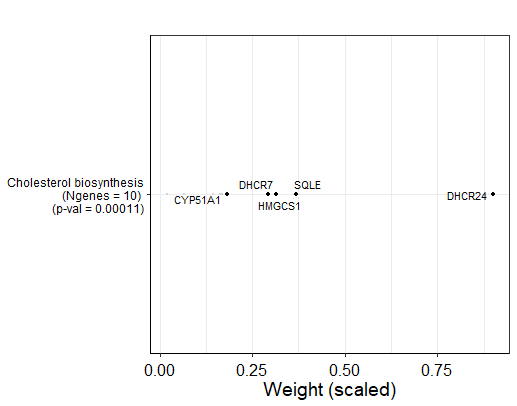 Cholesterol biosynthesis
(Ngenes = 10)
(p-val = 0.00011)
DHCR7
SQLE
CYP51A1
HMGCS1
DHCR24
0.00
0.25
0.50
0.75
Weight (scaled)